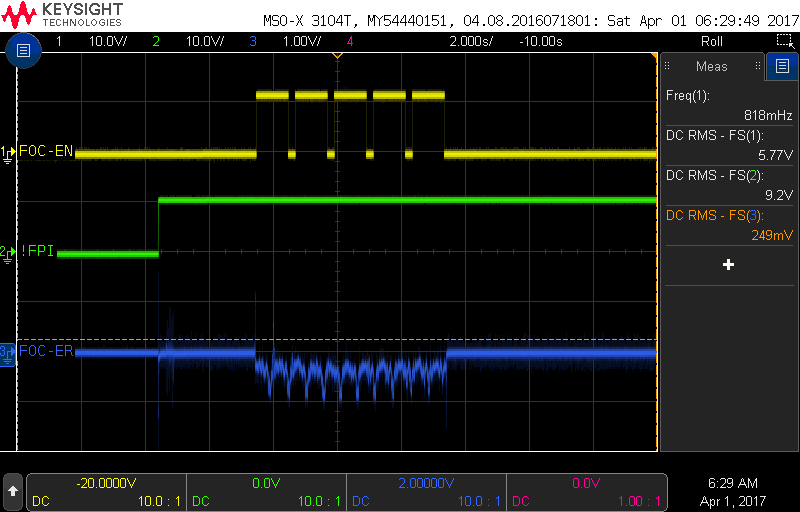 KEYSIGHT
TECHNOLOGIES
MSO-X 3104T, MY54440151, 04.08.2016071801: Sat Apr 01 06:29:49 2017
1 10.0V/ 2 10.0V/ 3 1.00V/ 4 2.000s/ -10.00s Roll
Meas
Freq(1):
818mHz
DC RMS - FS(1):
5.77V
DC RMS - FS(2):
9.2V
DC RMS - FS(3):
249mV
+
1 FOC-EN
2 !FPI
3 FOC-ER
-20.0000V 0.0V 2.00000V 0.0V
DC 10.0 : 1 DC 10.0 : 1 DC 10.0 : 1 DC 1.00 : 1
6:29 AM
Apr 1, 2017